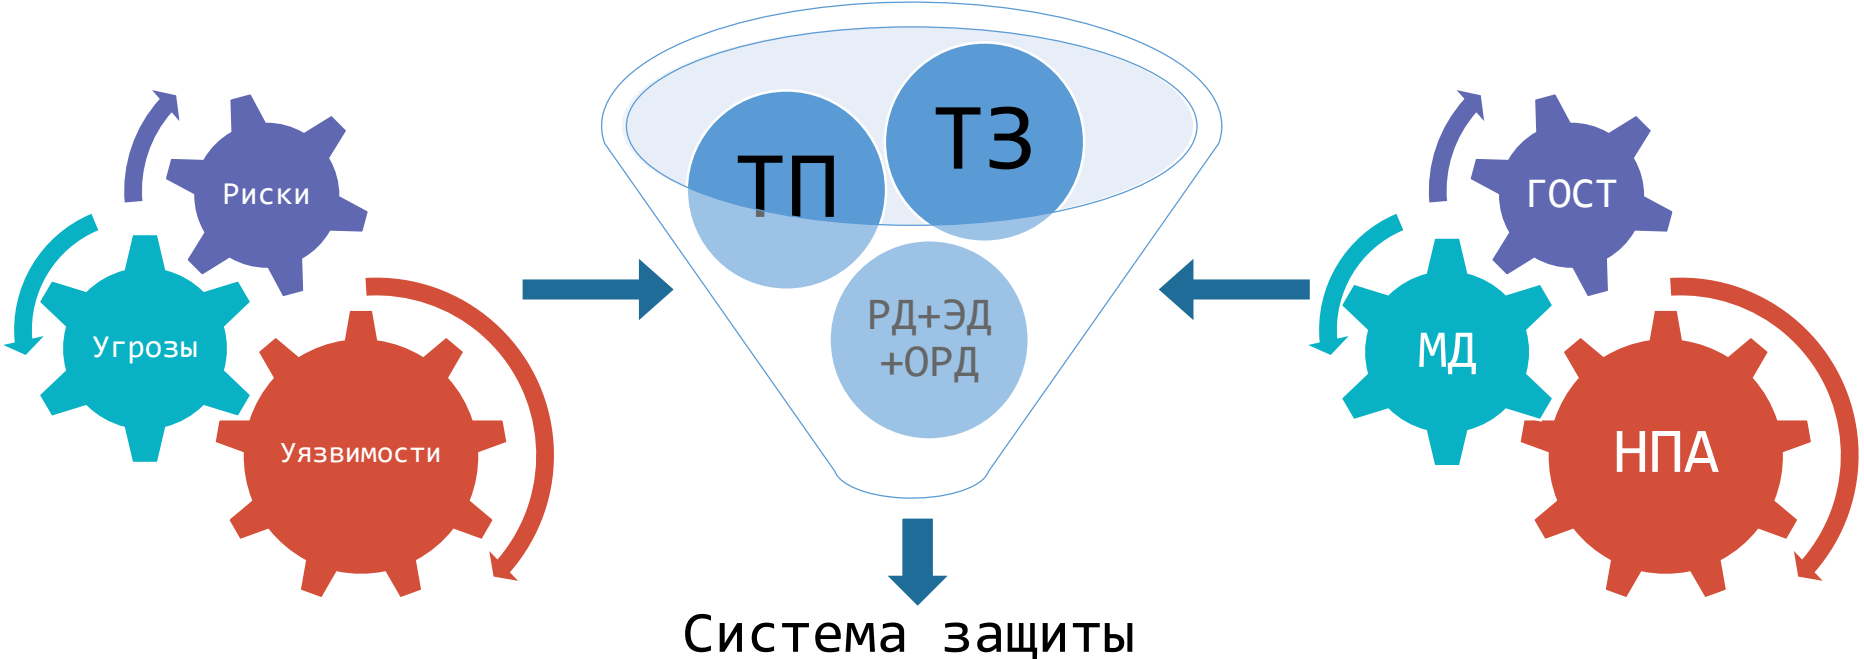 Риски
Угрозы
Уязвимости
ТП
ТЗ
РД+ЭД
+ОРД
ГОСТ
МД
НПА
Система защиты